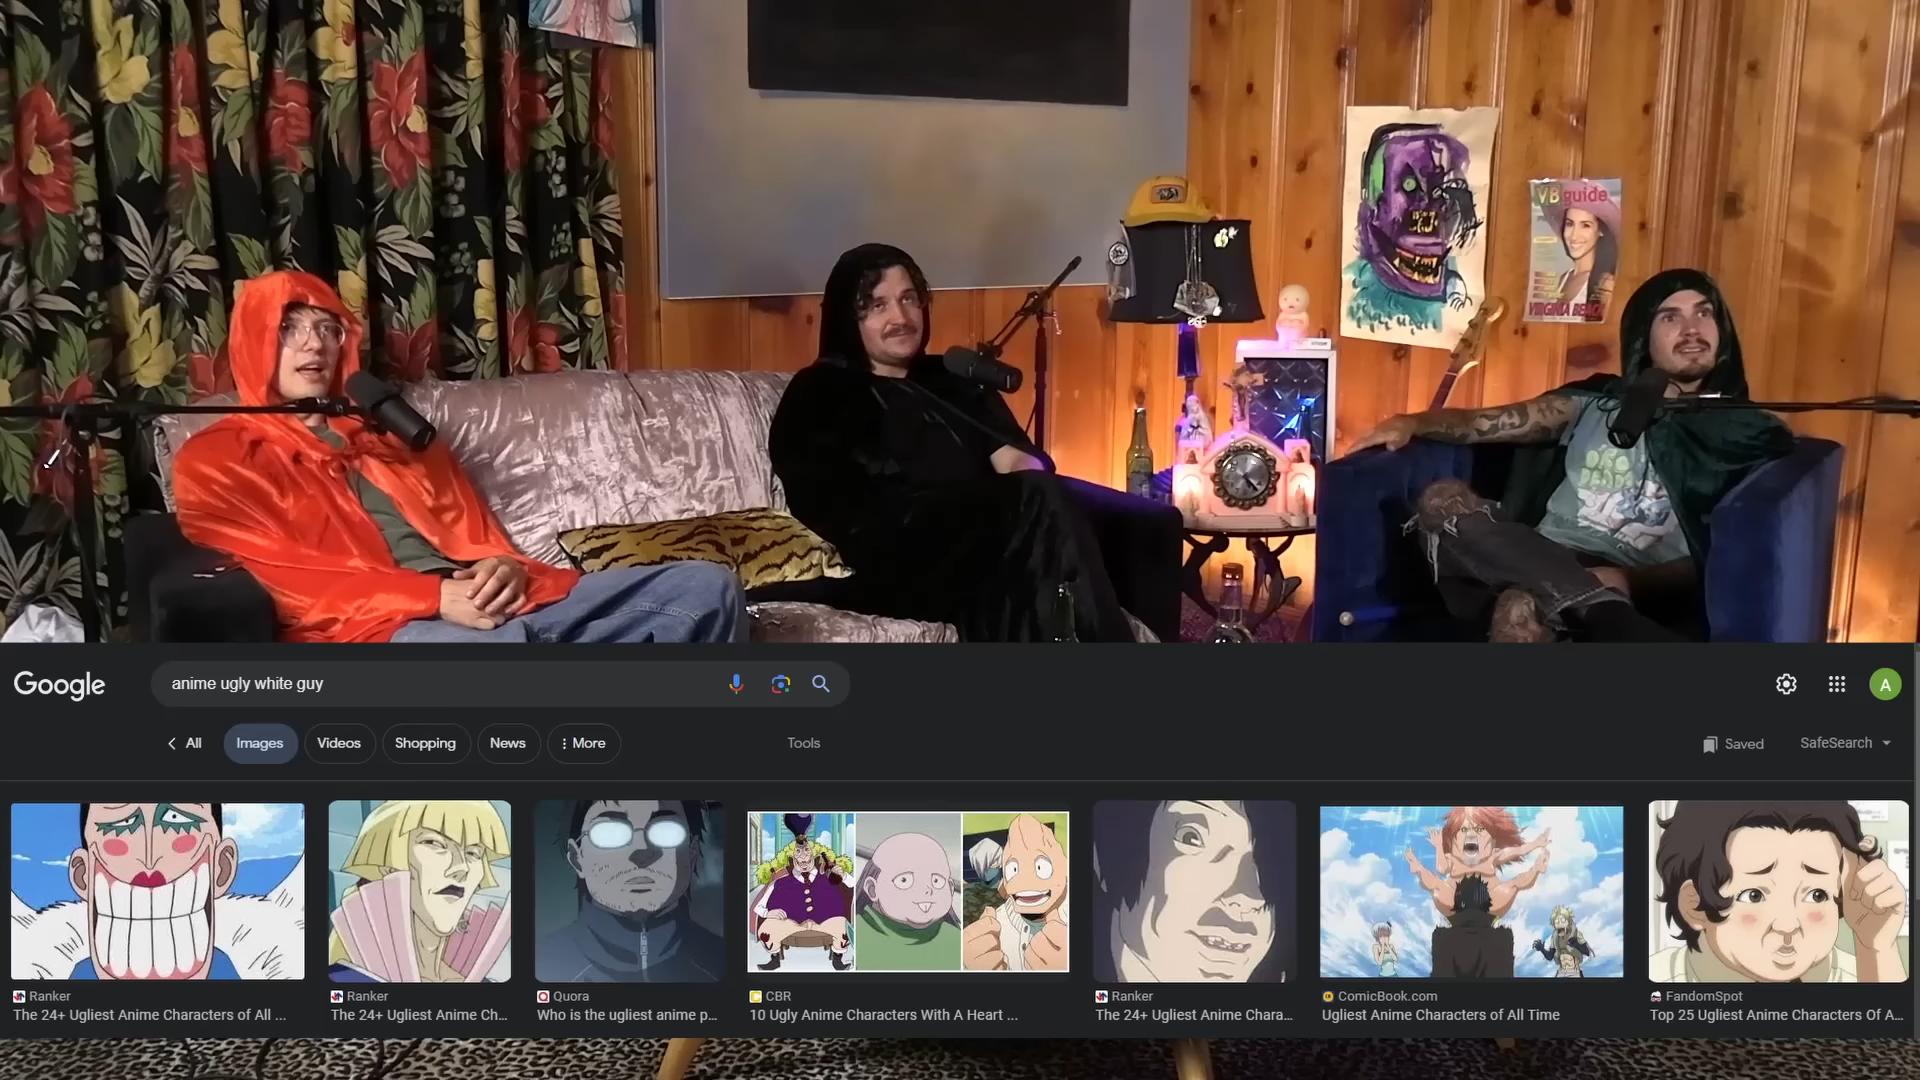 VB guide
VIRGINIA BEACH
Google
anime ugly white guy
All
Images
Videos
Shopping
News
More
Tools
Saved
SafeSearch
Ranker
The 24+ Ugliest Anime Characters of All ...
Ranker
The 24+ Ugliest Anime Ch...
Quora
Who is the ugliest anime p...
CBR
10 Ugly Anime Characters With A Heart ...
Ranker
The 24+ Ugliest Anime Chara...
ComicBook.com
Ugliest Anime Characters of All Time
FandomSpot
Top 25 Ugliest Anime Characters Of A...
A